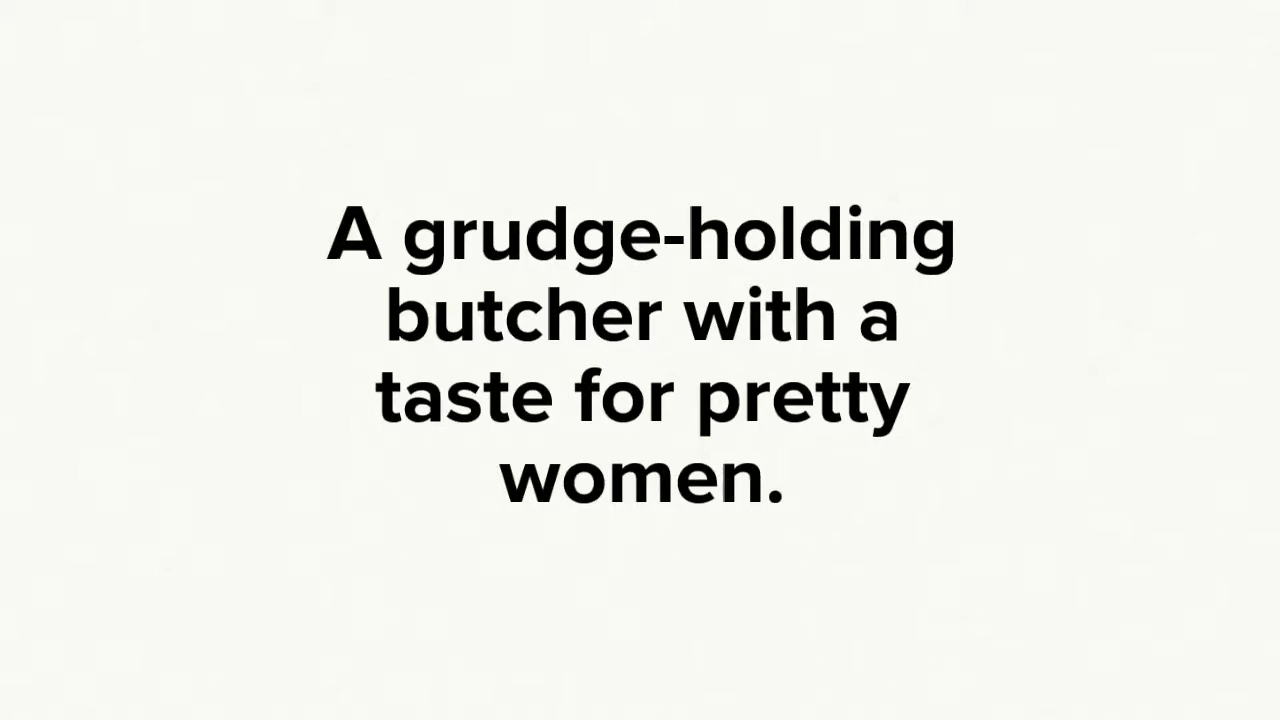 A grudge-holding
butcher with a
taste for pretty
women.